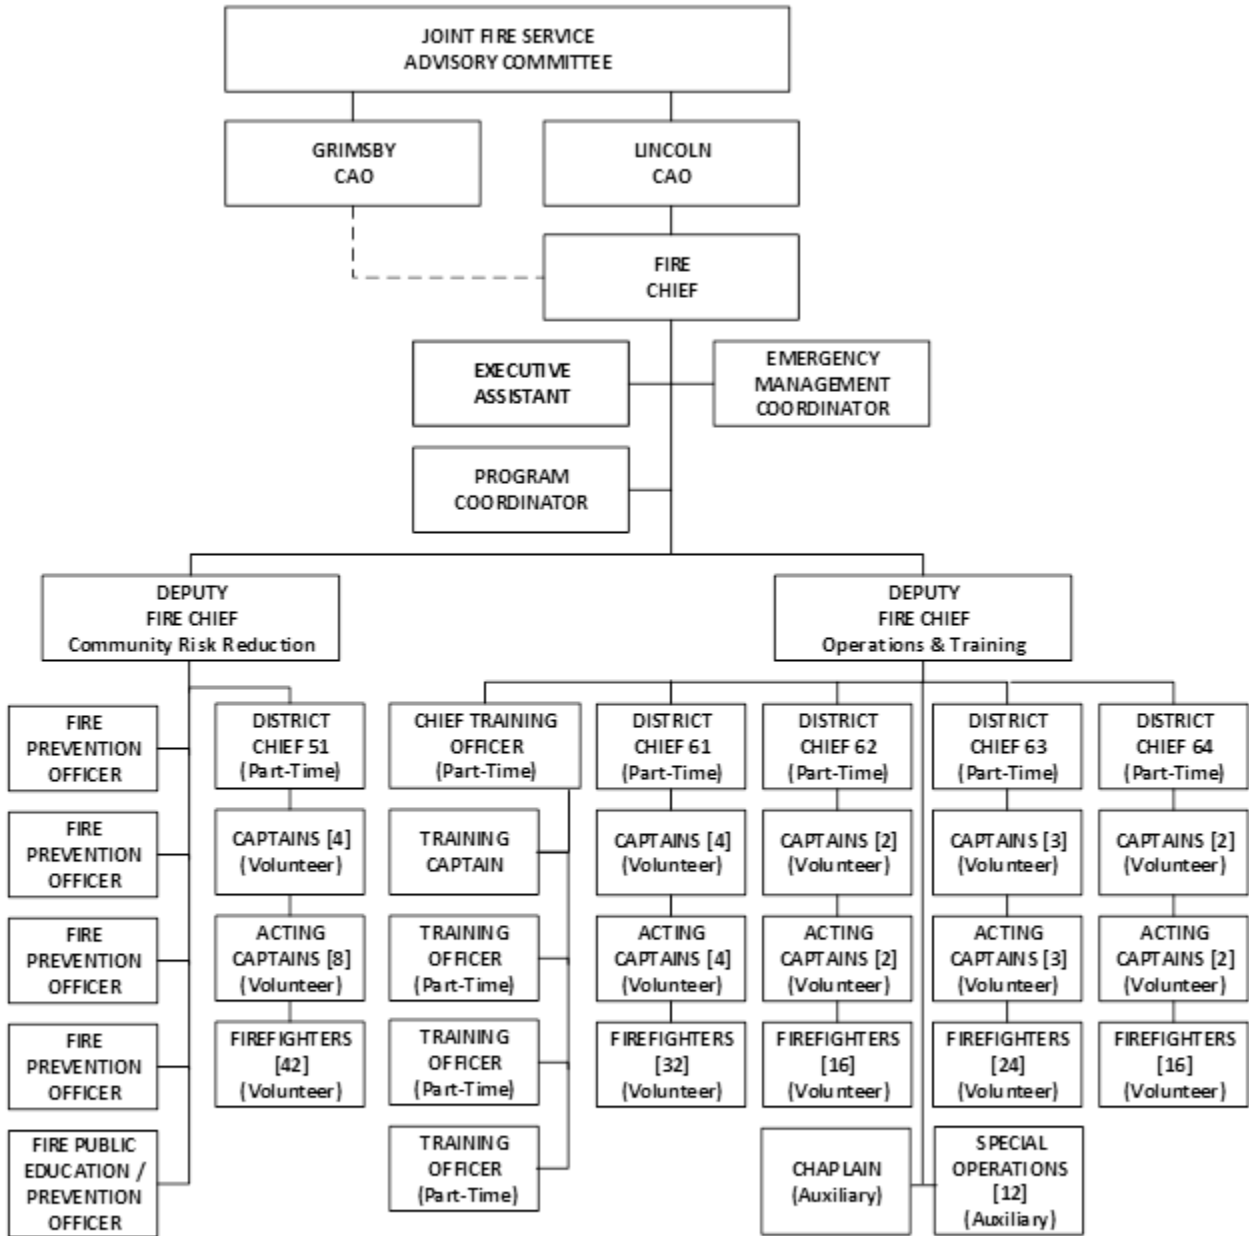 JOINT FIRE SERVICE
ADVISORY COMMITTEE
GRIMSBY
CAO
LINCOLN
CAO
FIRE
CHIEF
EXECUTIVE
ASSISTANT
EMERGENCY
MANAGEMENT
COORDINATOR
PROGRAM
COORDINATOR
DEPUTY
FIRE CHIEF
Community Risk Reduction
DEPUTY
FIRE CHIEF
Operations & Training
FIRE
PREVENTION
OFFICER
DISTRICT
CHIEF 51
(Part-Time)
CHIEF TRAINING
OFFICER
(Part-Time)
DISTRICT
CHIEF 61
(Part-Time)
DISTRICT
CHIEF 62
(Part-Time)
DISTRICT
CHIEF 63
(Part-Time)
DISTRICT
CHIEF 64
(Part-Time)
FIRE
PREVENTION
OFFICER
CAPTAINS [4]
(Volunteer)
TRAINING
CAPTAIN
CAPTAINS [4]
(Volunteer)
CAPTAINS [2]
(Volunteer)
CAPTAINS [3]
(Volunteer)
CAPTAINS [2]
(Volunteer)
FIRE
PREVENTION
OFFICER
ACTING
CAPTAINS [8]
(Volunteer)
TRAINING
OFFICER
(Part-Time)
ACTING
CAPTAINS [4]
(Volunteer)
ACTING
CAPTAINS [2]
(Volunteer)
ACTING
CAPTAINS [3]
(Volunteer)
ACTING
CAPTAINS [2]
(Volunteer)
FIRE
PREVENTION
OFFICER
FIREFIGHTERS
[42]
(Volunteer)
TRAINING
OFFICER
(Part-Time)
FIREFIGHTERS
[32]
(Volunteer)
FIREFIGHTERS
[16]
(Volunteer)
FIREFIGHTERS
[24]
(Volunteer)
FIREFIGHTERS
[16]
(Volunteer)
FIRE PUBLIC
EDUCATION /
PREVENTION
OFFICER
TRAINING
OFFICER
(Part-Time)
CHAPLAIN
(Auxiliary)
SPECIAL
OPERATIONS
[12]
(Auxiliary)